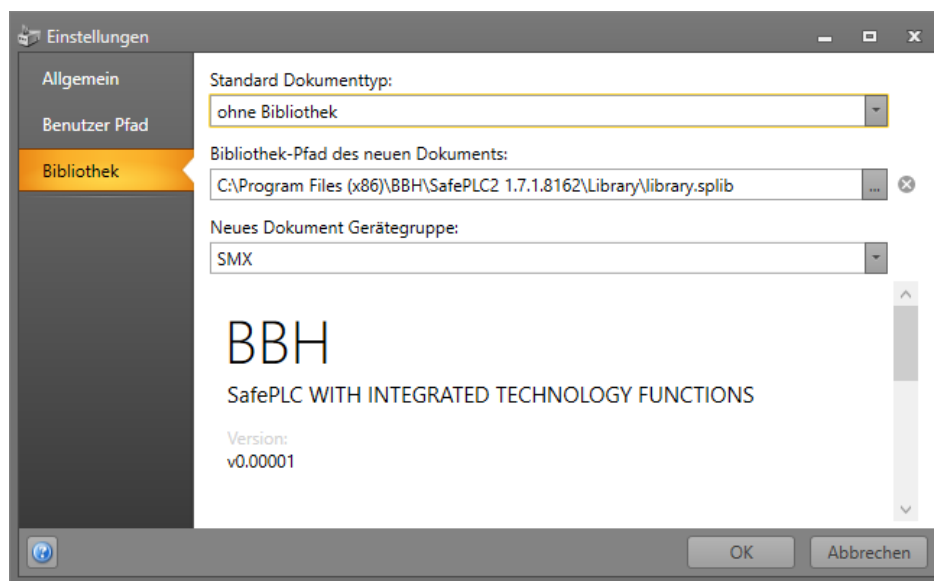 Einstellungen
Allgemein
Benutzer Pfad
Bibliothek
Standard Dokumenttyp:
ohne Bibliothek
Bibliothek-Pfad des neuen Dokuments:
C:\Program Files (x86)\BBH\SafePLC2 1.7.1.8162\Library\library.splib
...
Neues Dokument Gerätegruppe:
SMX
BBH
SafePLC WITH INTEGRATED TECHNOLOGY FUNCTIONS
Version:
v0.00001
OK
Abbrechen